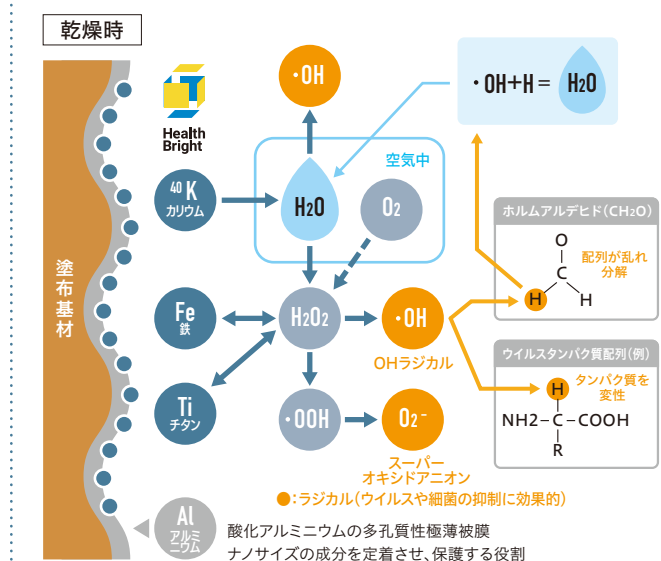 乾燥時
Health
Bright
⁴⁰K
カリウム
・OH
空気中
H₂O
O₂
・OH+H= H₂O
塗布基材
Fe
鉄
H₂O₂
・OH
OHラジカル
Ti
チタン
・OOH
O₂⁻
スーパー
オキシドアニオン
ホルムアルデヒド(CH₂O)
O
C
H
H
配列が乱れ
分解
ウイルスタンパク質配列(例)
タンパク質を
変性
H
NH2-C-COOH
R
●:ラジカル(ウイルスや細菌の抑制に効果的)
Al
アルミ
ニウム
酸化アルミニウムの多孔質性極薄被膜
ナノサイズの成分を定着させ、保護する役割